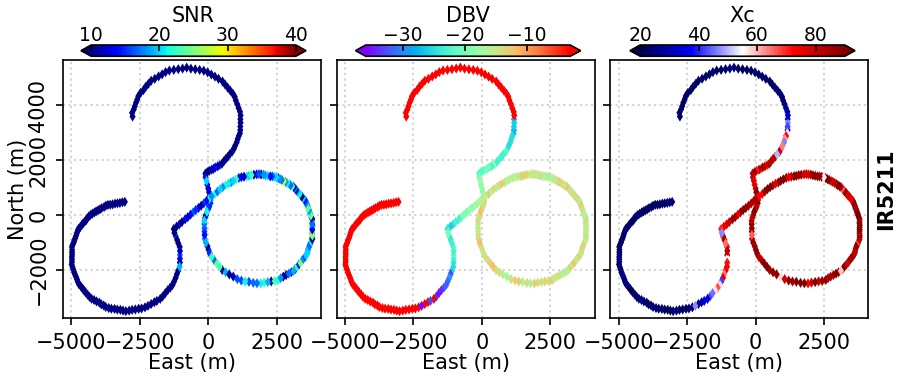 SNR DBV Xc
10 20 30 40 −30 −20 −10 20 40 60 80
North (m)
4000
2000
0
−2000
−5000 −2500 0 2500 −5000 −2500 0 2500 −5000 −2500 0 2500
East (m) East (m) East (m)
IR5211